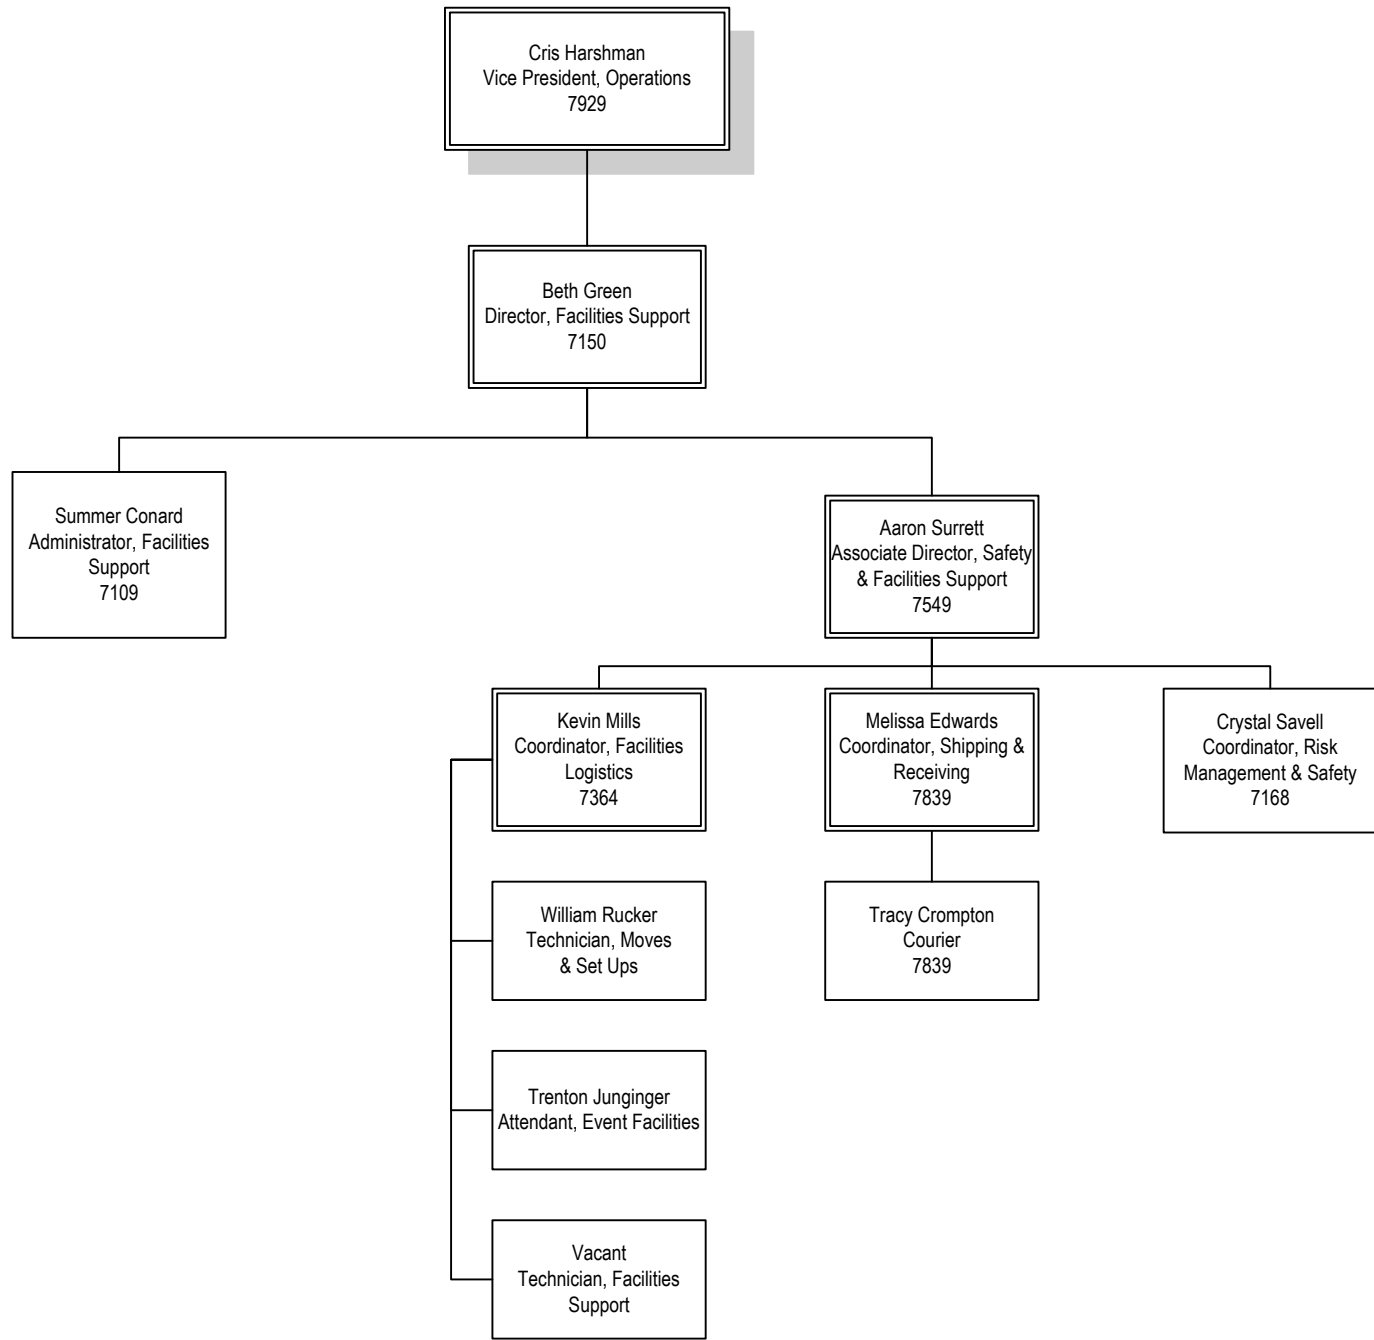 Cris Harshman
Vice President, Operations
7929
Beth Green
Director, Facilities Support
7150
Summer Conard
Administrator, Facilities
Support
7109
Aaron Surrett
Associate Director, Safety
& Facilities Support
7549
Kevin Mills
Coordinator, Facilities
Logistics
7364
Melissa Edwards
Coordinator, Shipping &
Receiving
7839
Crystal Savell
Coordinator, Risk
Management & Safety
7168
William Rucker
Technician, Moves
& Set Ups
Tracy Crompton
Courier
7839
Trenton Junginger
Attendant, Event Facilities
Vacant
Technician, Facilities
Support